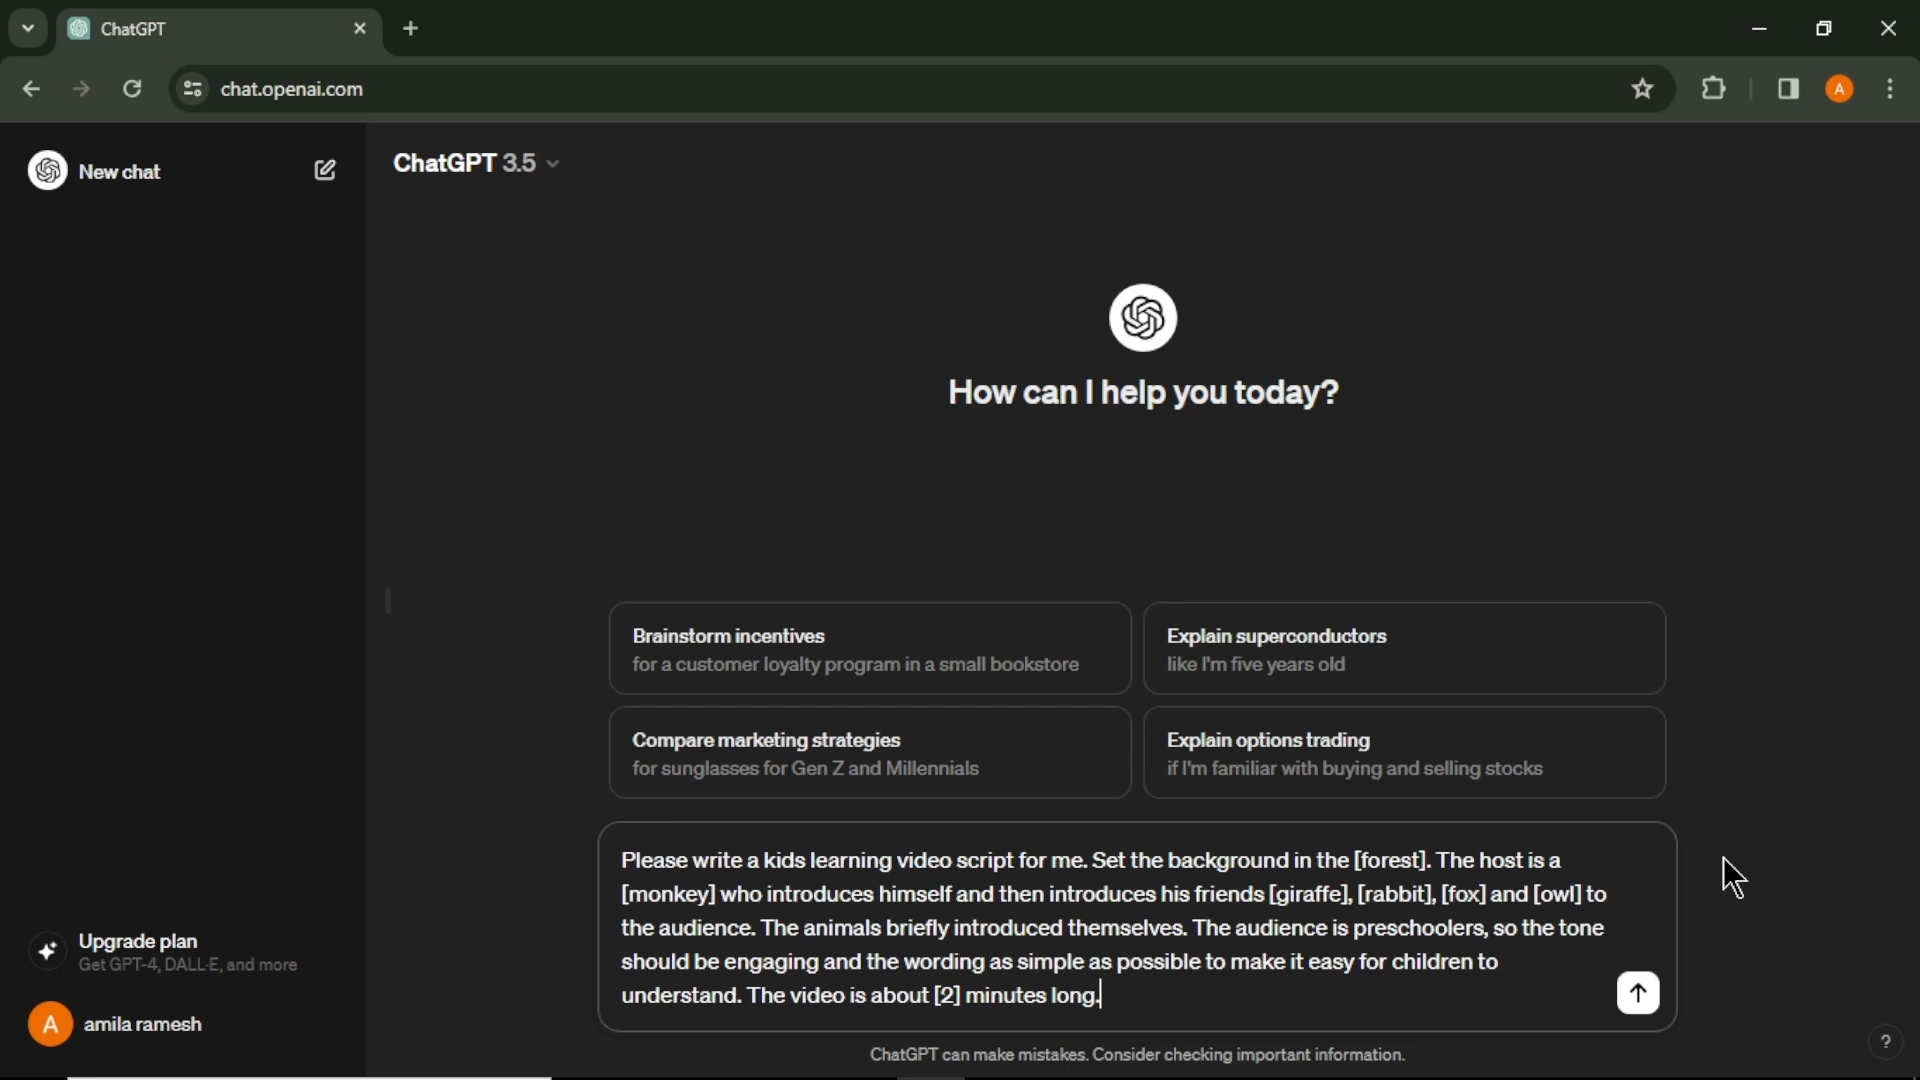 ChatGPT
chat.openai.com
A
New chat
ChatGPT 3.5
How can I help you today?
Brainstorm incentives
for a customer loyalty program in a small bookstore
Explain superconductors
like I'm five years old
Compare marketing strategies
for sunglasses for Gen Z and Millennials
Explain options trading
if I'm familiar with buying and selling stocks
Please write a kids learning video script for me. Set the background in the [forest]. The host is a
[monkey] who introduces himself and then introduces his friends [giraffe], [rabbit], [fox] and [owl] to
the audience. The animals briefly introduced themselves. The audience is preschoolers, so the tone
should be engaging and the wording as simple as possible to make it easy for children to
understand. The video is about [2] minutes long.
Upgrade plan
Get GPT-4, DALL·E, and more
A
amila ramesh
ChatGPT can make mistakes. Consider checking important information.
?